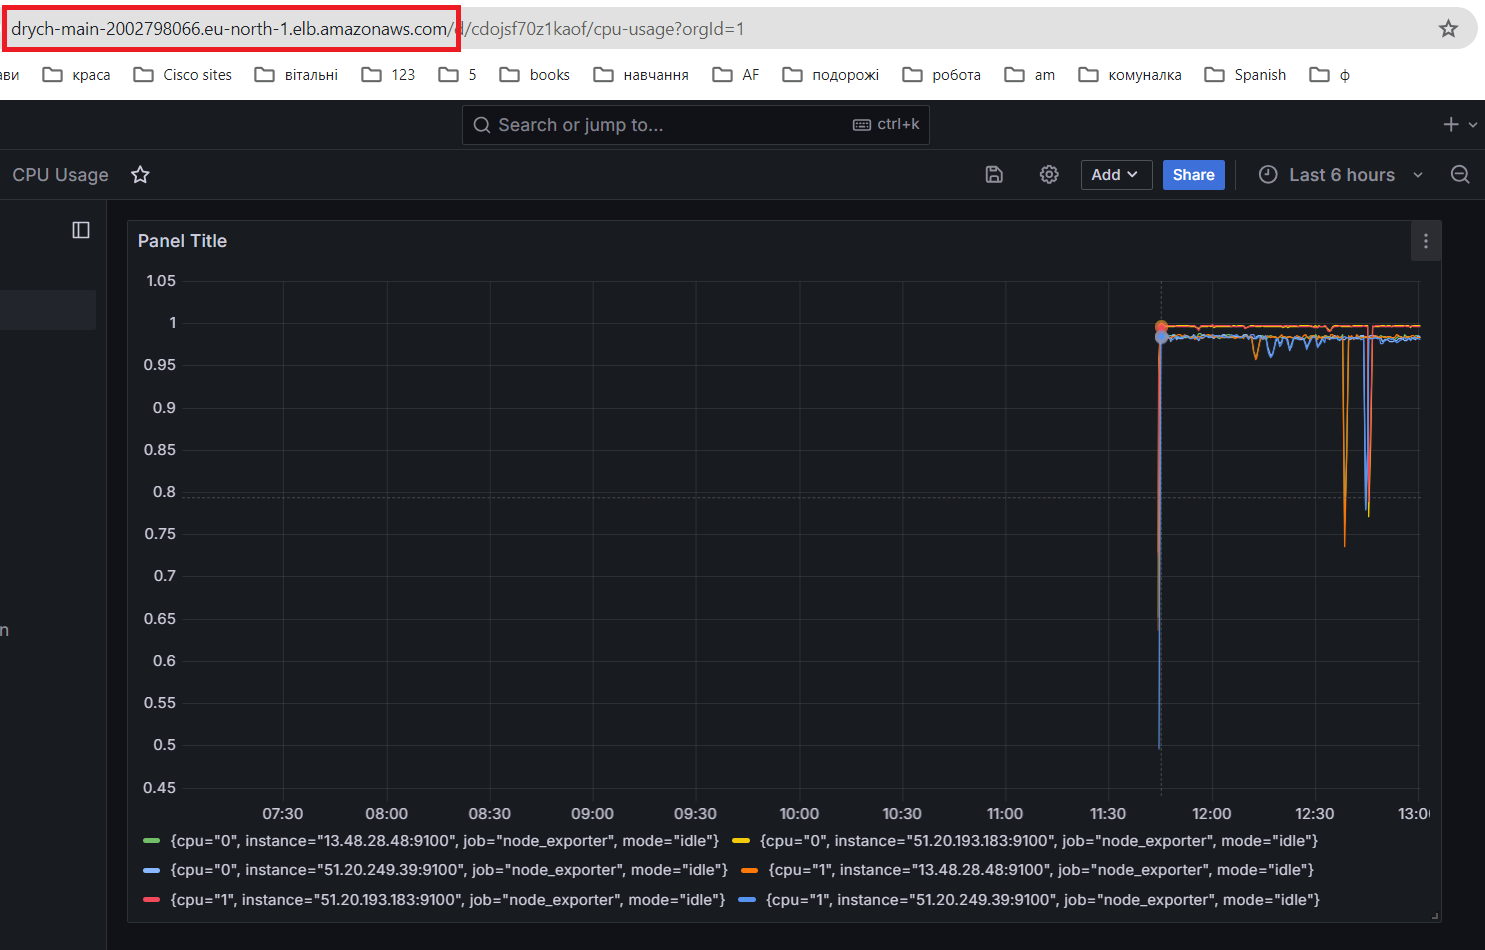 drych-main-2002798066.eu-north-1.elb.amazonaws.com/d/cdojsf70z1kaof/cpu-usage?orgId=1
ви краса Cisco sites вітальні 123 5 books навчання AF подорожі робота am комуналка Spanish ф
Search or jump to... ctrl+k
CPU Usage Add Share Last 6 hours
Panel Title
1.05
1
0.95
0.9
0.85
0.8
0.75
0.7
0.65
0.6
0.55
0.5
0.45
07:30 08:00 08:30 09:00 09:30 10:00 10:30 11:00 11:30 12:00 12:30 13:0
{cpu="0", instance="13.48.28.48:9100", job="node_exporter", mode="idle"} {cpu="0", instance="51.20.193.183:9100", job="node_exporter", mode="idle"}
{cpu="0", instance="51.20.249.39:9100", job="node_exporter", mode="idle"} {cpu="1", instance="13.48.28.48:9100", job="node_exporter", mode="idle"}
{cpu="1", instance="51.20.193.183:9100", job="node_exporter", mode="idle"} {cpu="1", instance="51.20.249.39:9100", job="node_exporter", mode="idle"}
n